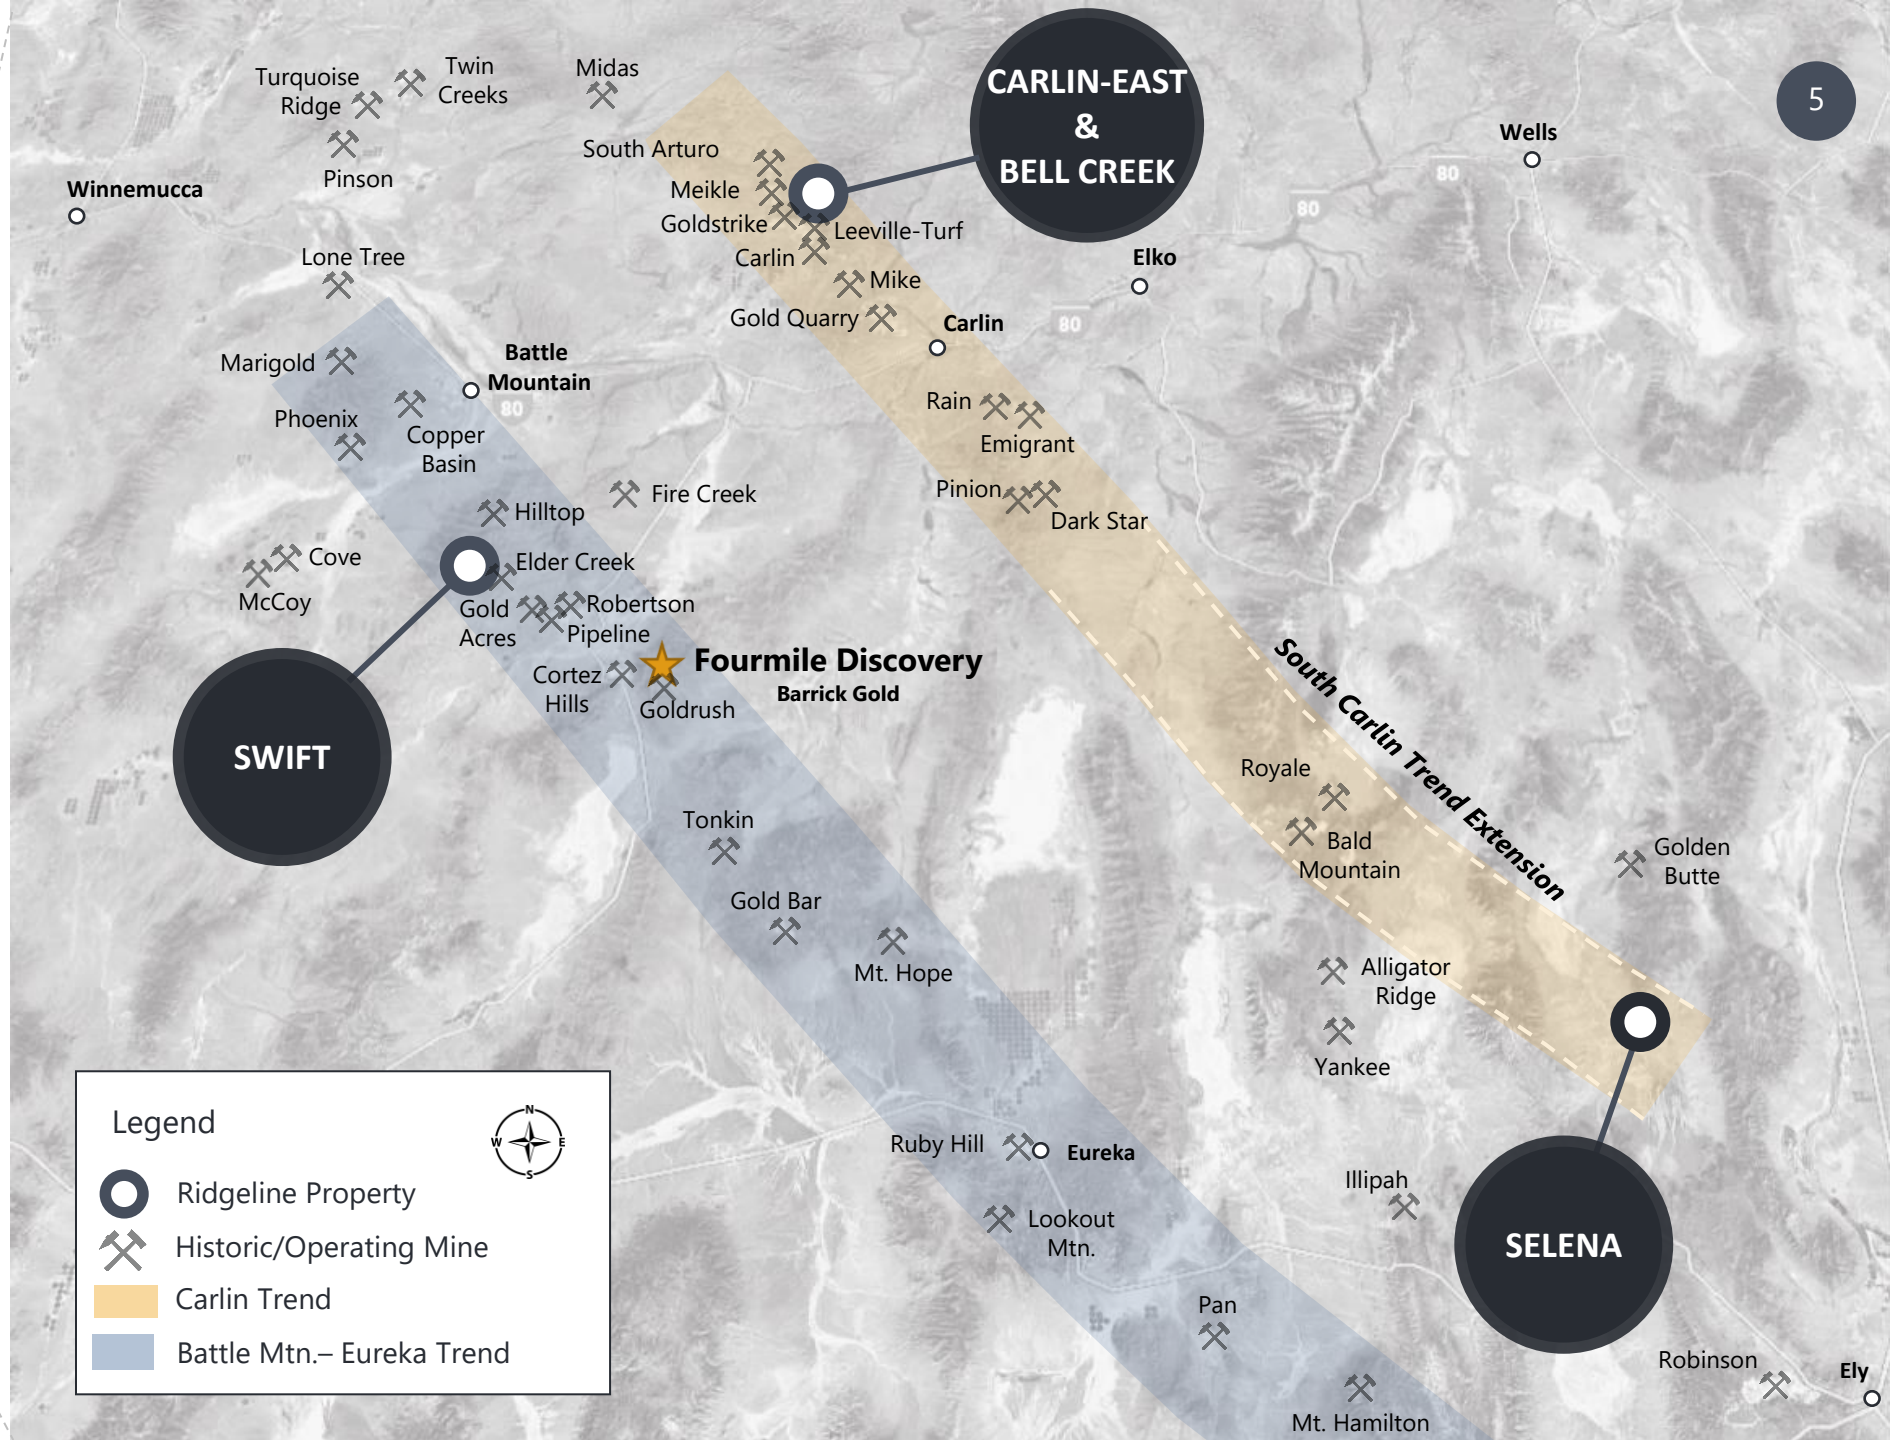 CARLIN-EAST
&
BELL CREEK
5
Turquoise
Ridge
Twin
Creeks
Midas
Pinson
Winnemucca
South Arturo
Meikle
Goldstrike
Leeville-Turf
Carlin
Mike
Gold Quarry
Carlin
Wells
80
80
Elko
80
Lone Tree
Marigold
Battle
Mountain
80
Phoenix
Copper
Basin
Rain
Emigrant
Pinion
Dark Star
Hilltop
Fire Creek
Cove
McCoy
Elder Creek
Gold
Acres
Robertson
Pipeline
Cortez
Hills
Fourmile Discovery
Barrick Gold
Goldrush
SWIFT
South Carlin Trend Extension
Royale
Bald
Mountain
Golden
Butte
Tonkin
Gold Bar
Mt. Hope
Alligator
Ridge
Yankee
Ruby Hill
Eureka
Lookout
Mtn.
Illipah
SELENA
Pan
Mt. Hamilton
Robinson
Ely
Legend
N
W
E
S
Ridgeline Property
Historic/Operating Mine
Carlin Trend
Battle Mtn.– Eureka Trend